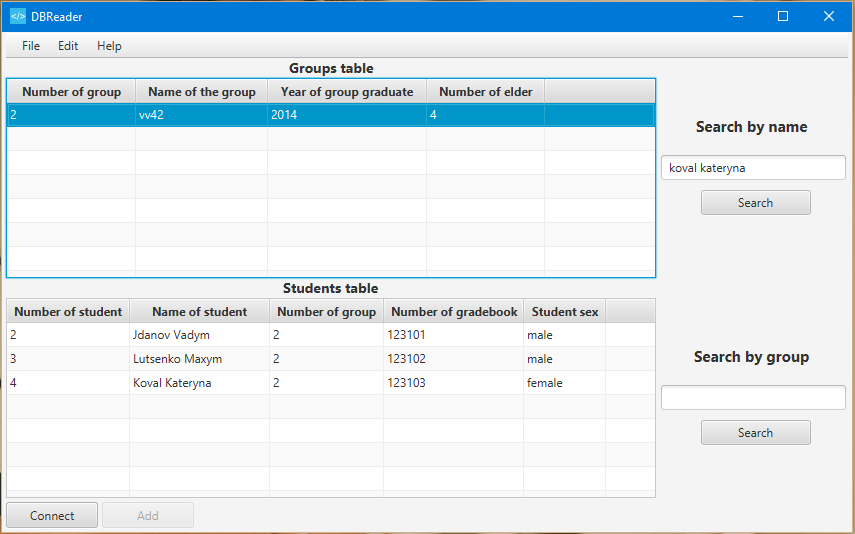 </> DBReader
File Edit Help
Groups table
Number of group Name of the group Year of group graduate Number of elder
2 vv42 2014 4
Search by name
koval kateryna
Search
Students table
Number of student Name of student Number of group Number of gradebook Student sex
2 Jdanov Vadym 2 123101 male
3 Lutsenko Maxym 2 123102 male
4 Koval Kateryna 2 123103 female
Search by group
Search
Connect Add